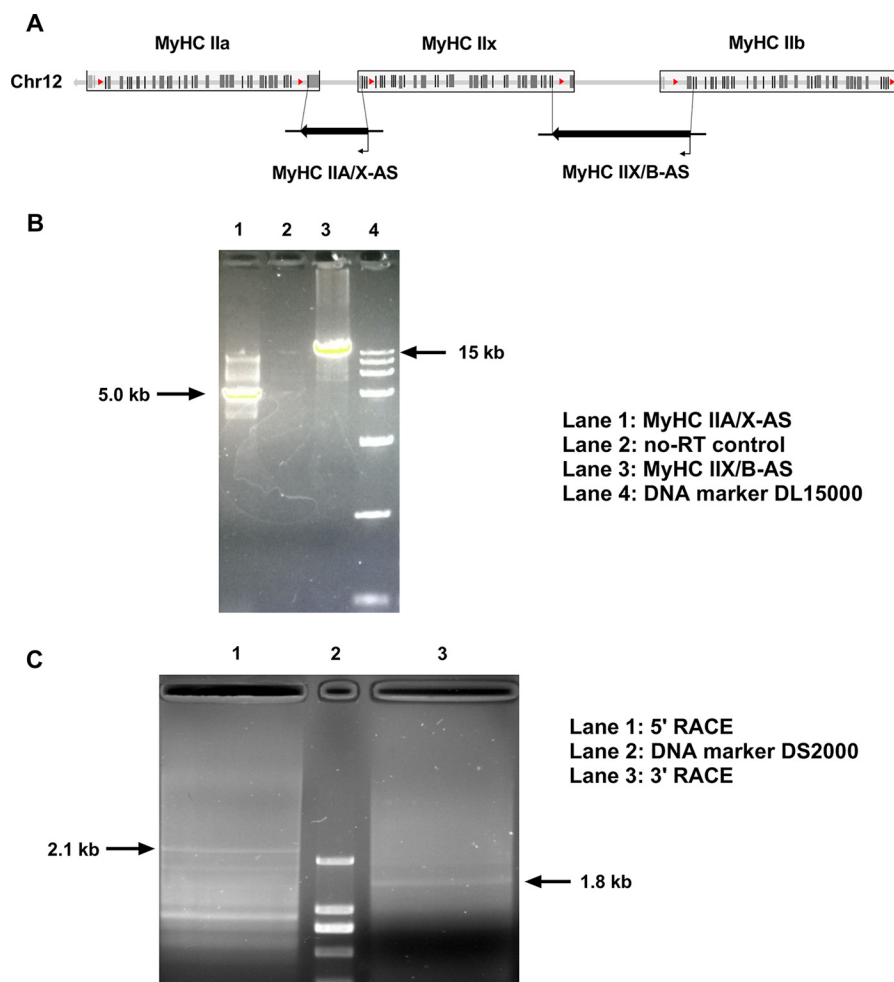 A
MyHC IIa MyHC IIx MyHC IIb
Chr12
MyHC IIA/X-AS MyHC IIX/B-AS
B
1 2 3 4
15 kb
5.0 kb
Lane 1: MyHC IIA/X-AS
Lane 2: no-RT control
Lane 3: MyHC IIX/B-AS
Lane 4: DNA marker DL15000
C
1 2 3
Lane 1: 5' RACE
Lane 2: DNA marker DS2000
Lane 3: 3' RACE
2.1 kb
1.8 kb